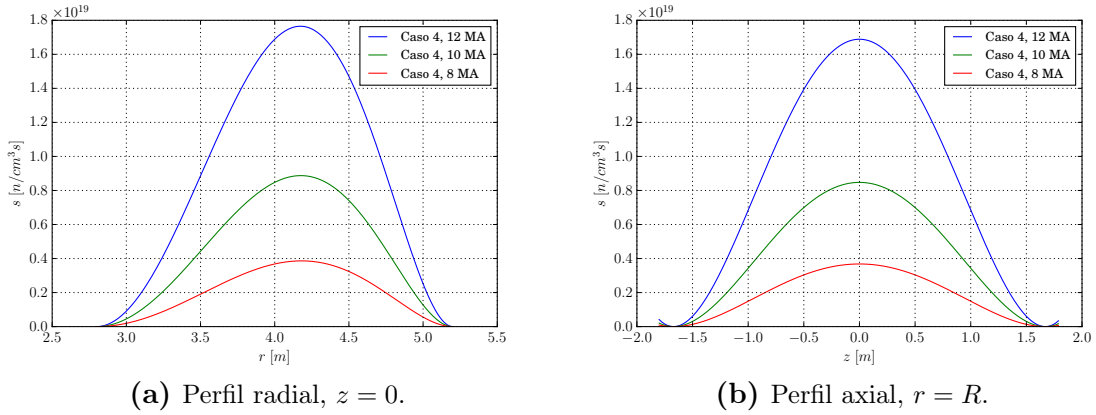 1e19
1.8
1.6
1.4
1.2
1.0
0.8
0.6
0.4
0.2
0.0
s [n/cm³s]
2.5 3.0 3.5 4.0 4.5 5.0 5.5
r [m]
Caso 4, 12 MA
Caso 4, 10 MA
Caso 4, 8 MA
(a) Perfil radial, z = 0.
1e19
1.8
1.6
1.4
1.2
1.0
0.8
0.6
0.4
0.2
0.0
s [n/cm³s]
−2.0 −1.5 −1.0 −0.5 0.0 0.5 1.0 1.5 2.0
z [m]
Caso 4, 12 MA
Caso 4, 10 MA
Caso 4, 8 MA
(b) Perfil axial, r = R.